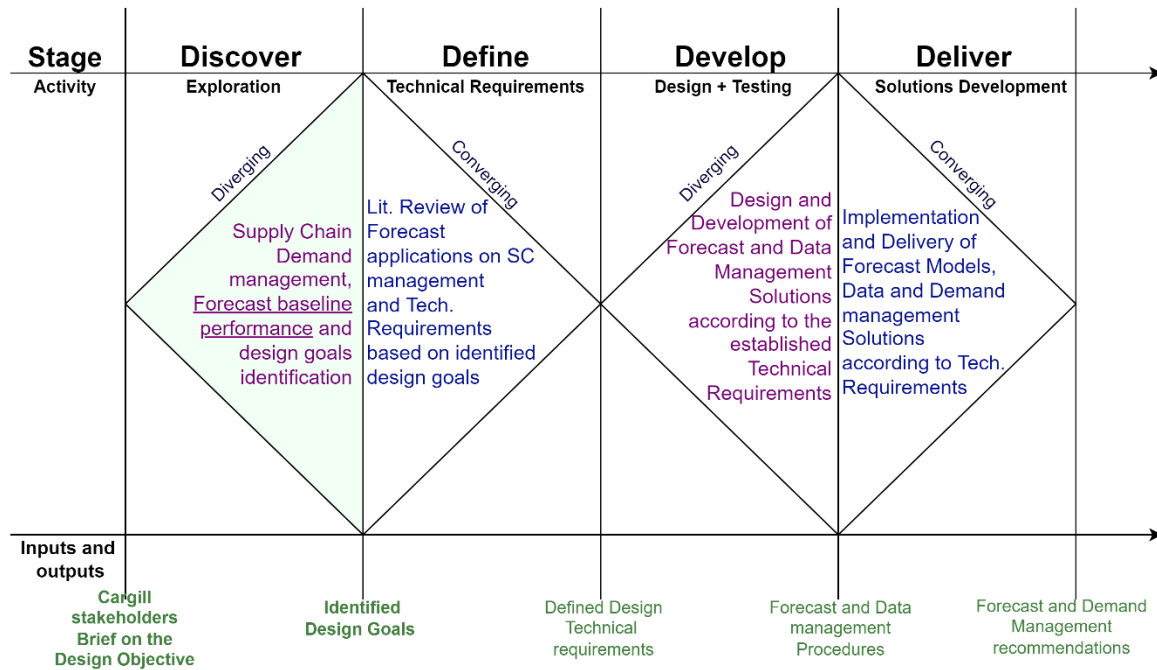 Stage
Discover
Define
Develop
Deliver
Activity
Exploration
Technical Requirements
Design + Testing
Solutions Development
Diverging
Converging
Diverging
Converging
Supply Chain
Demand
management,
Forecast baseline
performance and
design goals
identification
Lit. Review of
Forecast
applications on SC
management
and Tech.
Requirements
based on identified
design goals
Design and
Development of
Forecast and Data
Management
Solutions
according to the
established
Technical
Requirements
Implementation
and Delivery of
Forecast Models,
Data and Demand
management
Solutions
according to Tech.
Requirements
Inputs and
outputs
Cargill
stakeholders
Brief on the
Design Objective
Identified
Design Goals
Defined Design
Technical
requirements
Forecast and Data
management
Procedures
Forecast and Demand
Management
recommendations